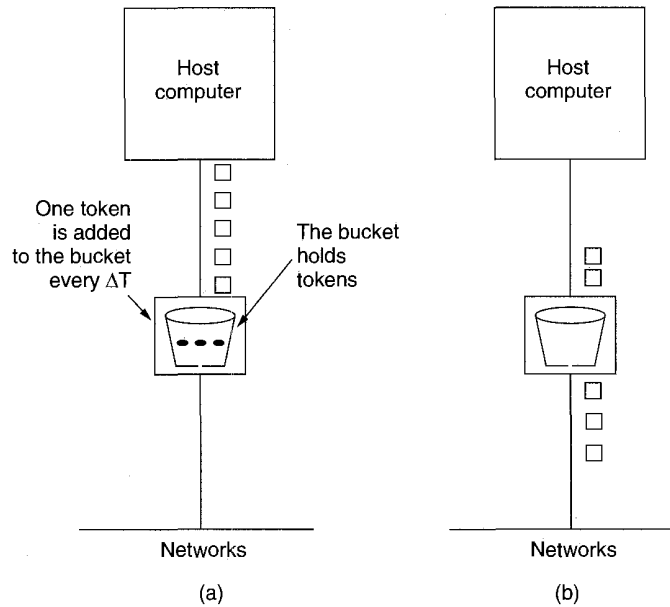 Host
computer
Host
computer
One token
is added
to the bucket
every ΔT
The bucket
holds
tokens
Networks
Networks
(a)
(b)